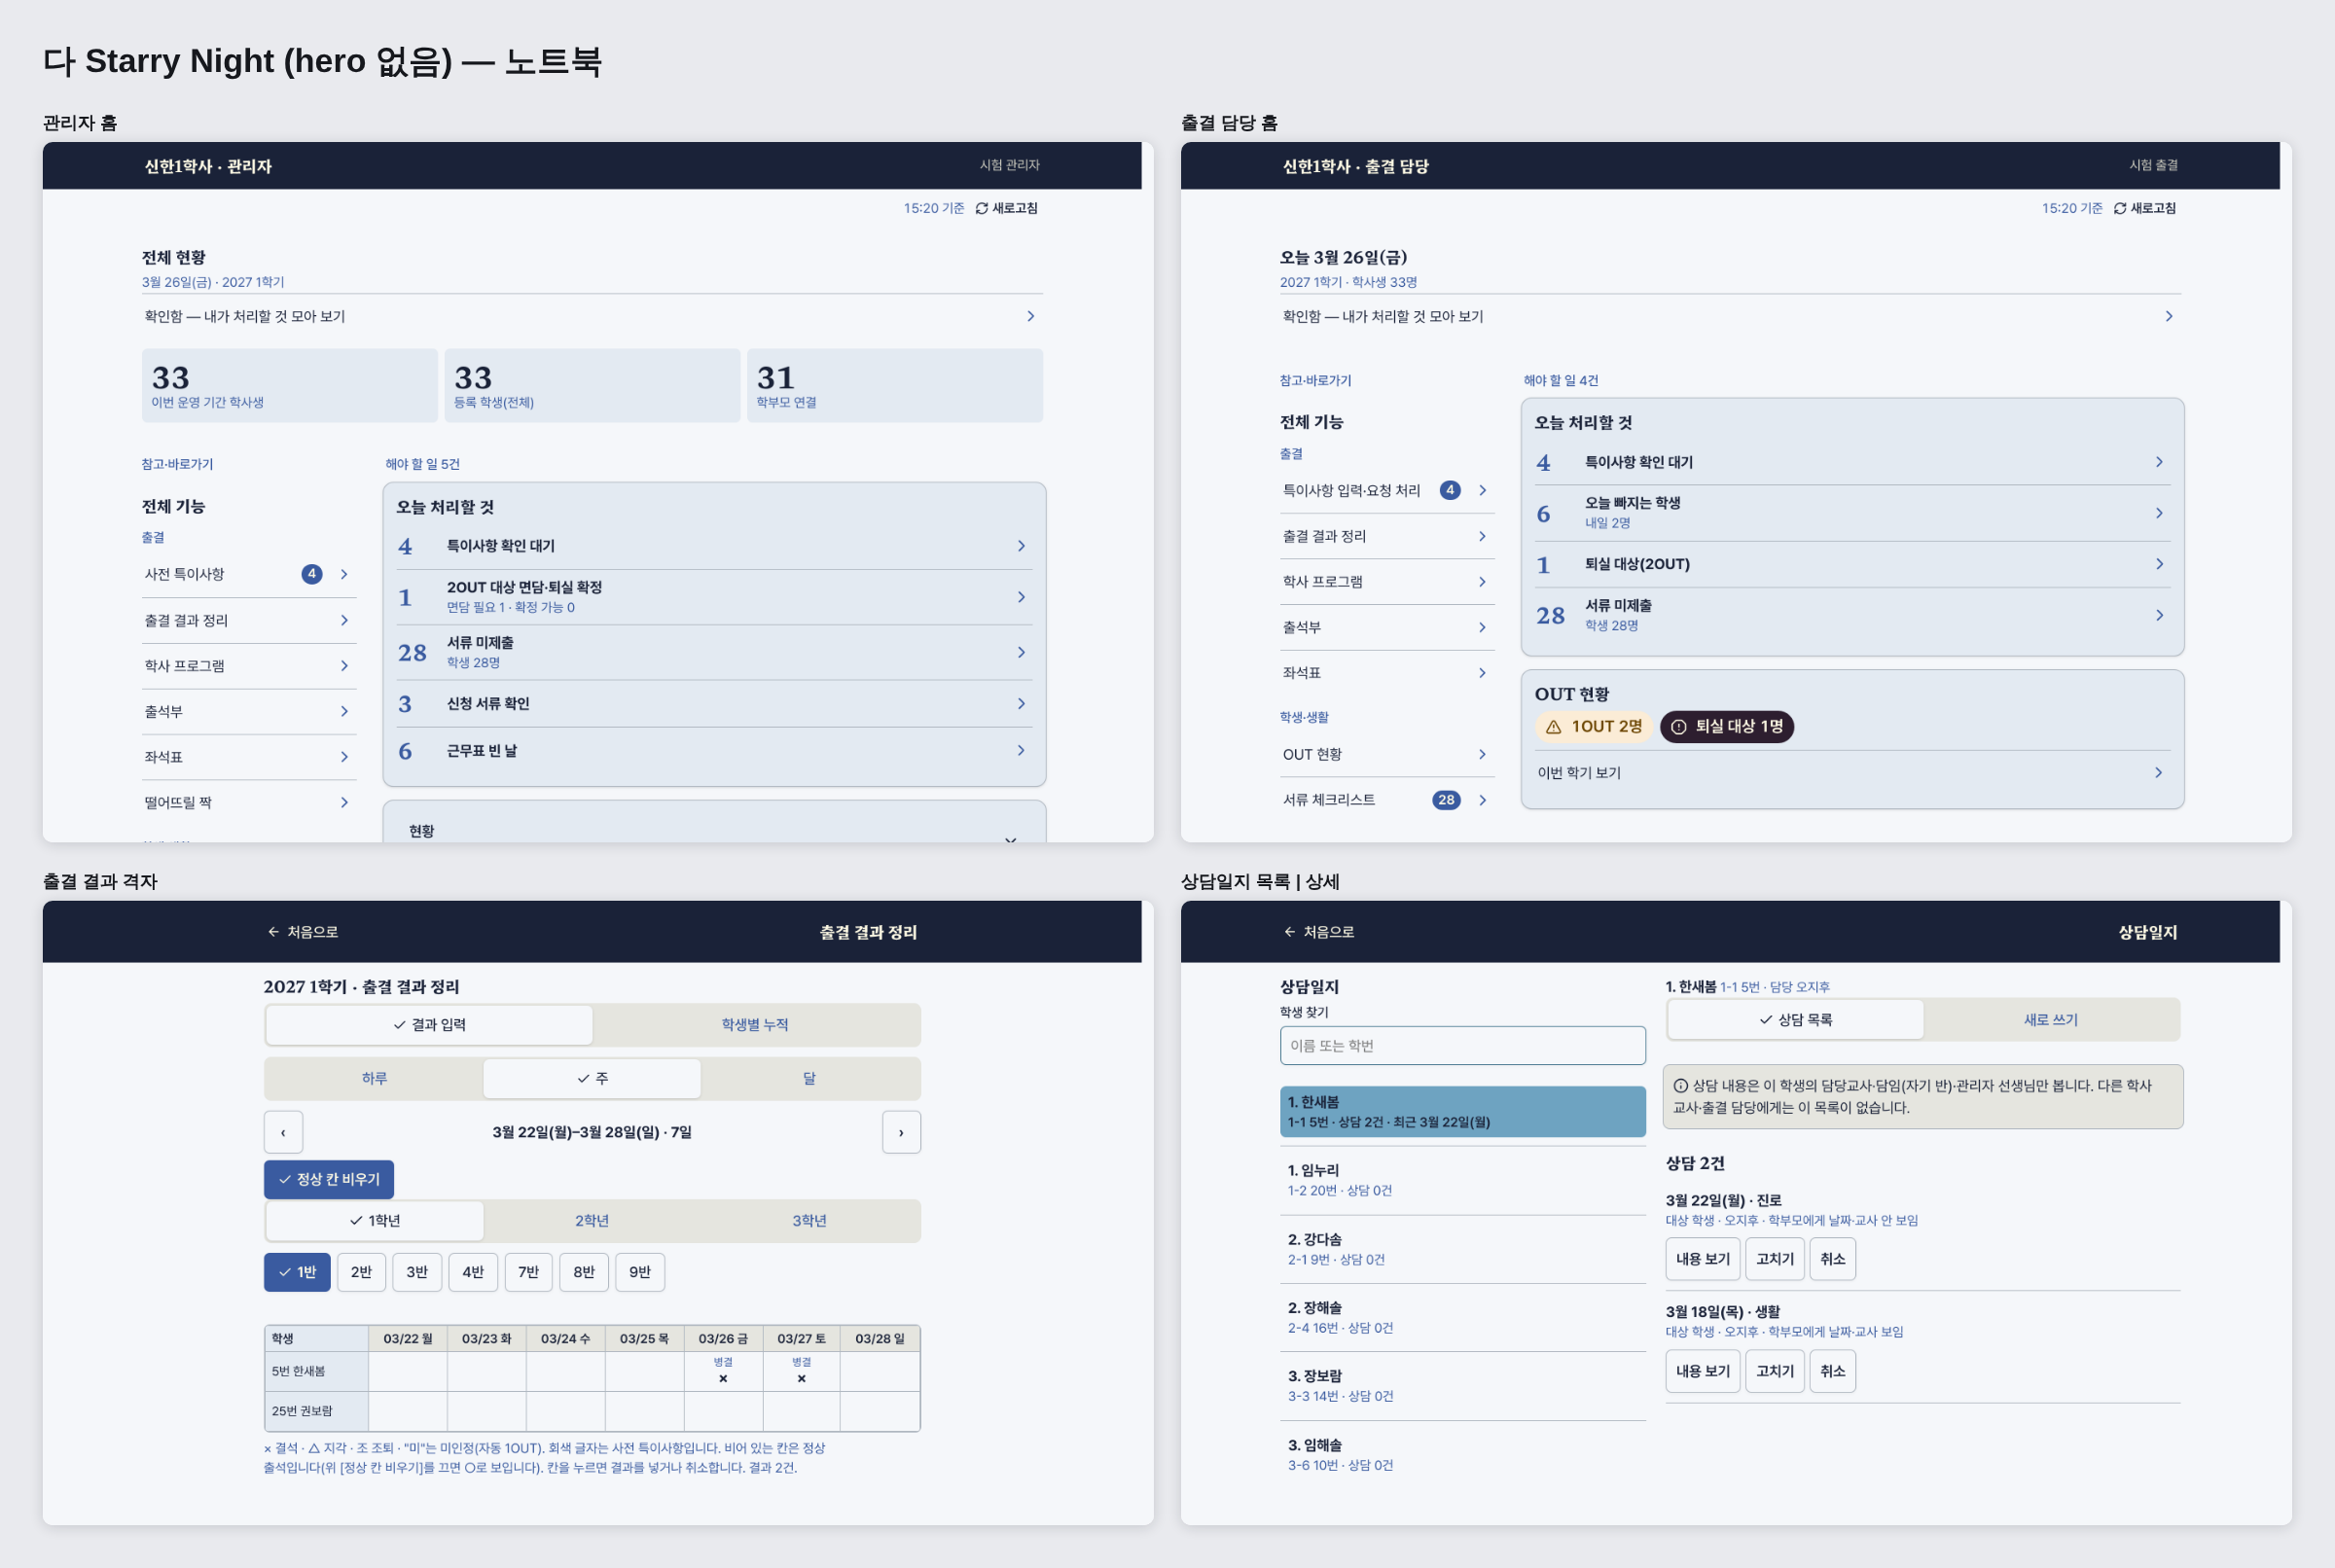 다 Starry Night (hero 없음) — 노트북
관리자 홈
신한1학사 · 관리자
시험 관리자
15:20 기준 새로고침
전체 현황
3월 26일(금) · 2027 1학기
확인함 — 내가 처리할 것 모아 보기
33
이번 운영 기간 학사생
33
등록 학생(전체)
31
학부모 연결
참고·바로가기
전체 기능
출결
사전 특이사항 4
출결 결과 정리
학사 프로그램
출석부
좌석표
떨어뜨릴 짝
해야 할 일 5건
오늘 처리할 것
4 특이사항 확인 대기
1 2OUT 대상 면담·퇴실 확정
면담 필요 1 · 확정 가능 0
28 서류 미제출
학생 28명
3 신청 서류 확인
6 근무표 빈 날
현황
출결 담당 홈
신한1학사 · 출결 담당
시험 출결
15:20 기준 새로고침
오늘 3월 26일(금)
2027 1학기 · 학사생 33명
확인함 — 내가 처리할 것 모아 보기
참고·바로가기
전체 기능
출결
특이사항 입력·요청 처리 4
출결 결과 정리
학사 프로그램
출석부
좌석표
학생·생활
OUT 현황
서류 체크리스트 28
해야 할 일 4건
오늘 처리할 것
4 특이사항 확인 대기
6 오늘 빠지는 학생
내일 2명
1 퇴실 대상(2OUT)
28 서류 미제출
학생 28명
OUT 현황
1OUT 2명 퇴실 대상 1명
이번 학기 보기
출결 결과 격자
← 처음으로
출결 결과 정리
2027 1학기 · 출결 결과 정리
✓ 결과 입력 학생별 누적
하루 ✓ 주 달
‹ 3월 22일(월)–3월 28일(일) · 7일 ›
✓ 정상 칸 비우기
✓ 1학년 2학년 3학년
✓ 1반 2반 3반 4반 7반 8반 9반
학생 03/22 월 03/23 화 03/24 수 03/25 목 03/26 금 03/27 토 03/28 일
5번 한새봄 병결 × 병결 ×
25번 권보람
× 결석 · △ 지각 · 조 조퇴 · "미"는 미인정(자동 1OUT). 회색 글자는 사전 특이사항입니다. 비어 있는 칸은 정상
출석입니다(위 [정상 칸 비우기]를 끄면 ○로 보입니다). 칸을 누르면 결과를 넣거나 취소합니다. 결과 2건.
상담일지 목록 | 상세
← 처음으로
상담일지
상담일지
학생 찾기
이름 또는 학번
1. 한새봄
1-1 5번 · 상담 2건 · 최근 3월 22일(월)
1. 임누리
1-2 20번 · 상담 0건
2. 강다솜
2-1 9번 · 상담 0건
2. 장해솔
2-4 16번 · 상담 0건
3. 장보람
3-3 14번 · 상담 0건
3. 임해솔
3-6 10번 · 상담 0건
1. 한새봄 1-1 5번 · 담당 오지후
✓ 상담 목록 새로 쓰기
상담 내용은 이 학생의 담당교사·담임(자기 반)·관리자 선생님만 봅니다. 다른 학사
교사·출결 담당에게는 이 목록이 없습니다.
상담 2건
3월 22일(월) · 진로
대상 학생 · 오지후 · 학부모에게 날짜·교사 안 보임
내용 보기 고치기 취소
3월 18일(목) · 생활
대상 학생 · 오지후 · 학부모에게 날짜·교사 보임
내용 보기 고치기 취소